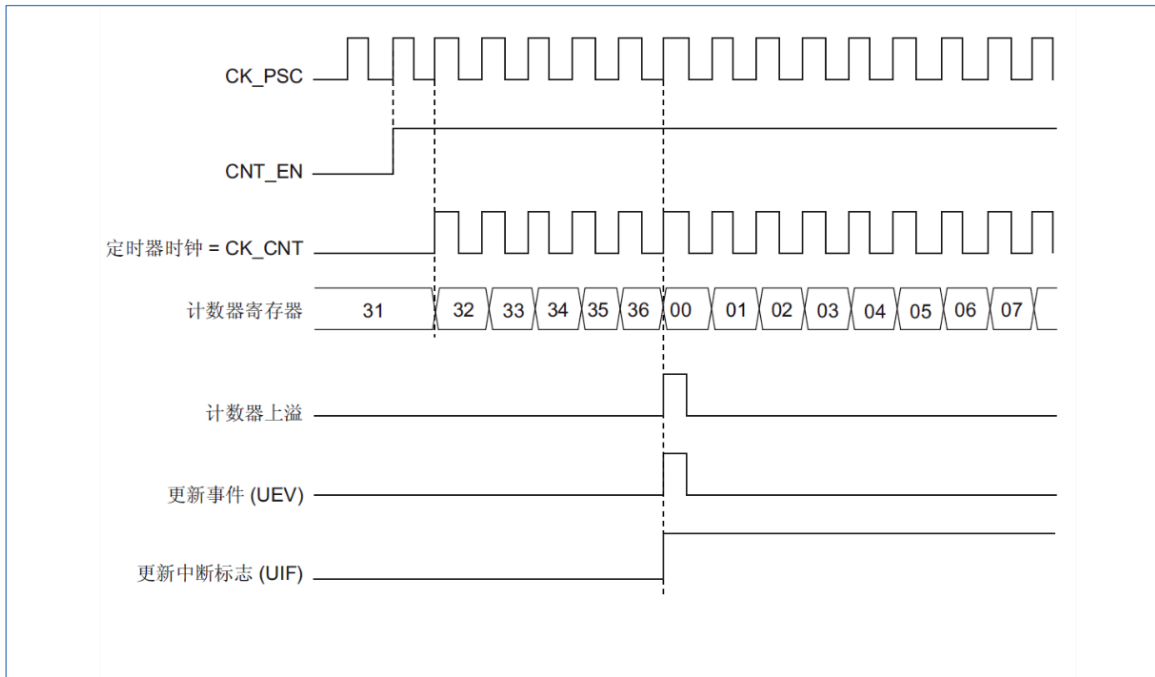 CK_PSC
CNT_EN
定时器时钟 = CK_CNT
计数器寄存器 31 32 33 34 35 36 00 01 02 03 04 05 06 07
计数器上溢
更新事件 (UEV)
更新中断标志 (UIF)